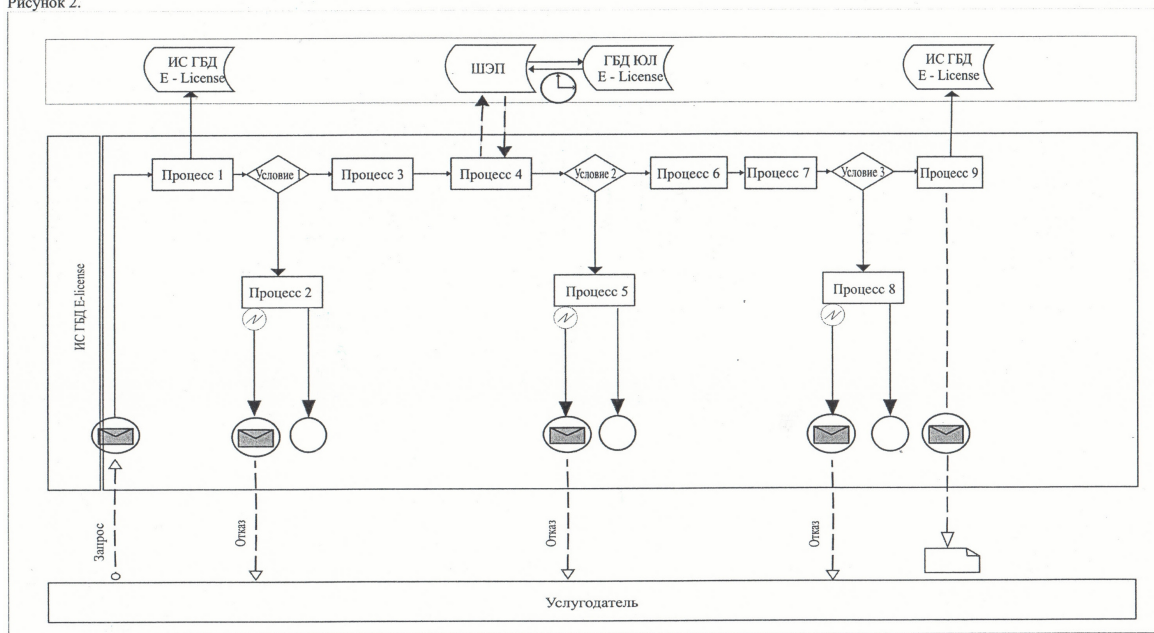 Рисунок 2.
ИС ГБД
E - License
ШЭП
ГБД ЮЛ
E - License
ИС ГБД
E - License
Процесс 1
Условие 1
Процесс 3
Процесс 4
Условие 2
Процесс 6
Процесс 7
Условие 3
Процесс 9
Процесс 2
Процесс 5
Процесс 8
ИС ГБД E-license
Запрос
Отказ
Отказ
Отказ
Услугодатель